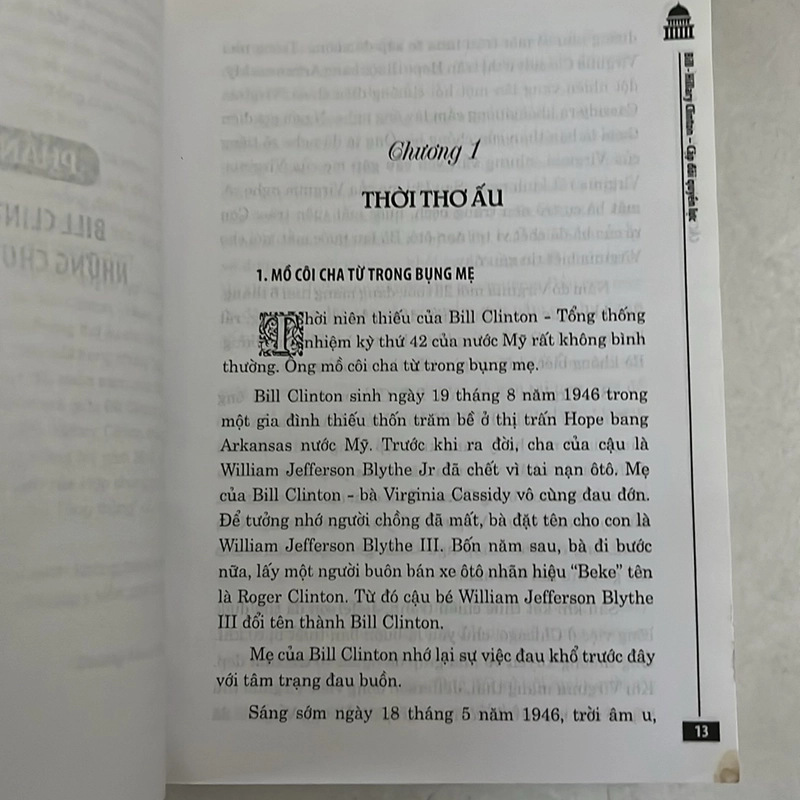 Bill - Hillary Clinton - Cặp đôi quyền lực
Chương 1
THỜI THƠ ẤU
1. MỒ CÔI CHA TỪ TRONG BỤNG MẸ
Thời niên thiếu của Bill Clinton - Tổng thống
nhiệm kỳ thứ 42 của nước Mỹ rất không bình
thường. Ông mồ côi cha từ trong bụng mẹ.
Bill Clinton sinh ngày 19 tháng 8 năm 1946 trong
một gia đình thiếu thốn trăm bề ở thị trấn Hope bang
Arkansas nước Mỹ. Trước khi ra đời, cha của cậu là
William Jefferson Blythe Jr đã chết vì tai nạn ôtô. Mẹ
của Bill Clinton - bà Virginia Cassidy vô cùng đau đớn.
Để tưởng nhớ người chồng đã mất, bà đặt tên cho con là
William Jefferson Blythe III. Bốn năm sau, bà đi bước
nữa, lấy một người buôn bán xe ôtô nhãn hiệu “Beke” tên
là Roger Clinton. Từ đó cậu bé William Jefferson Blythe
III đổi tên thành Bill Clinton.
Mẹ của Bill Clinton nhớ lại sự việc đau khổ trước đây
với tâm trạng đau buồn.
Sáng sớm ngày 18 tháng 5 năm 1946, trời âm u,
13